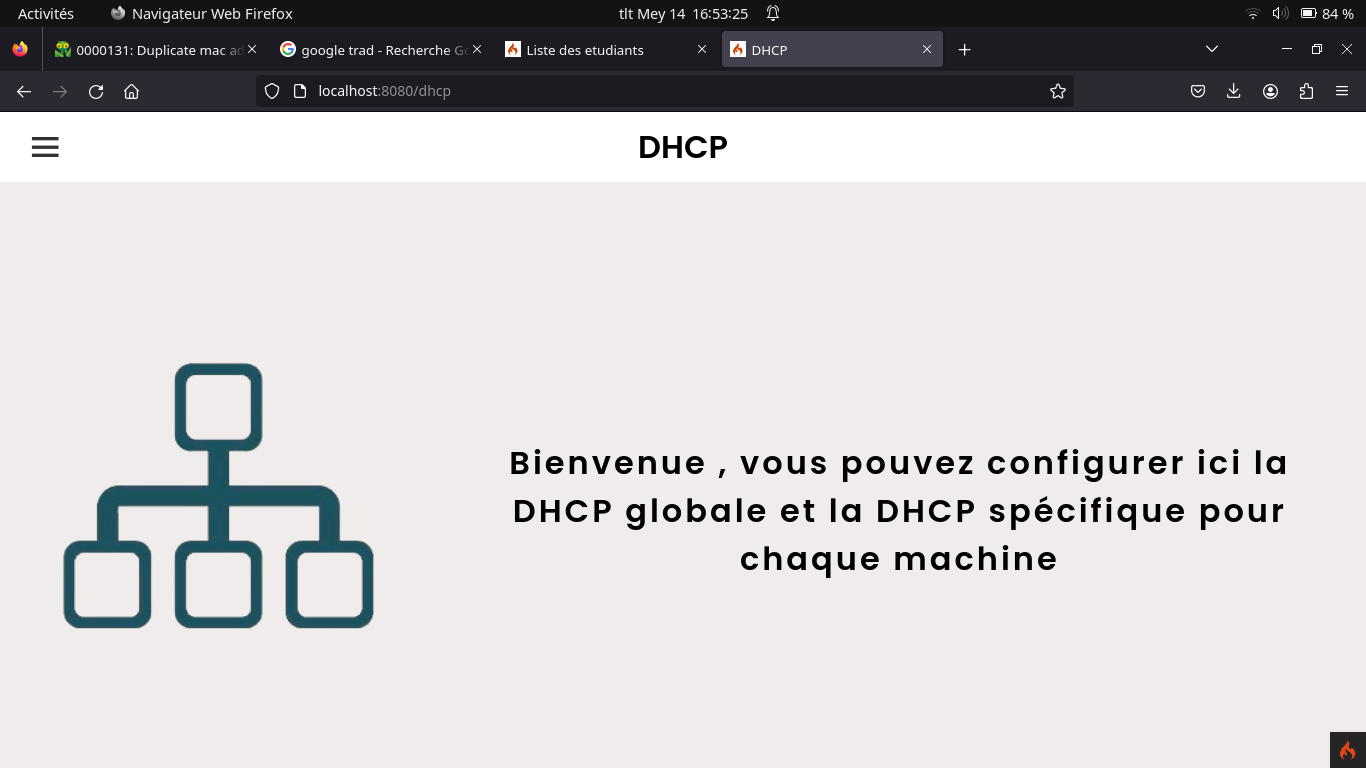 Activités
Navigateur Web Firefox
tlt Mey 14 16:53:25
84 %
0000131: Duplicate mac ad
google trad - Recherche Go
Liste des etudiants
DHCP
localhost:8080/dhcp
DHCP
Bienvenue , vous pouvez configurer ici la
DHCP globale et la DHCP spécifique pour
chaque machine